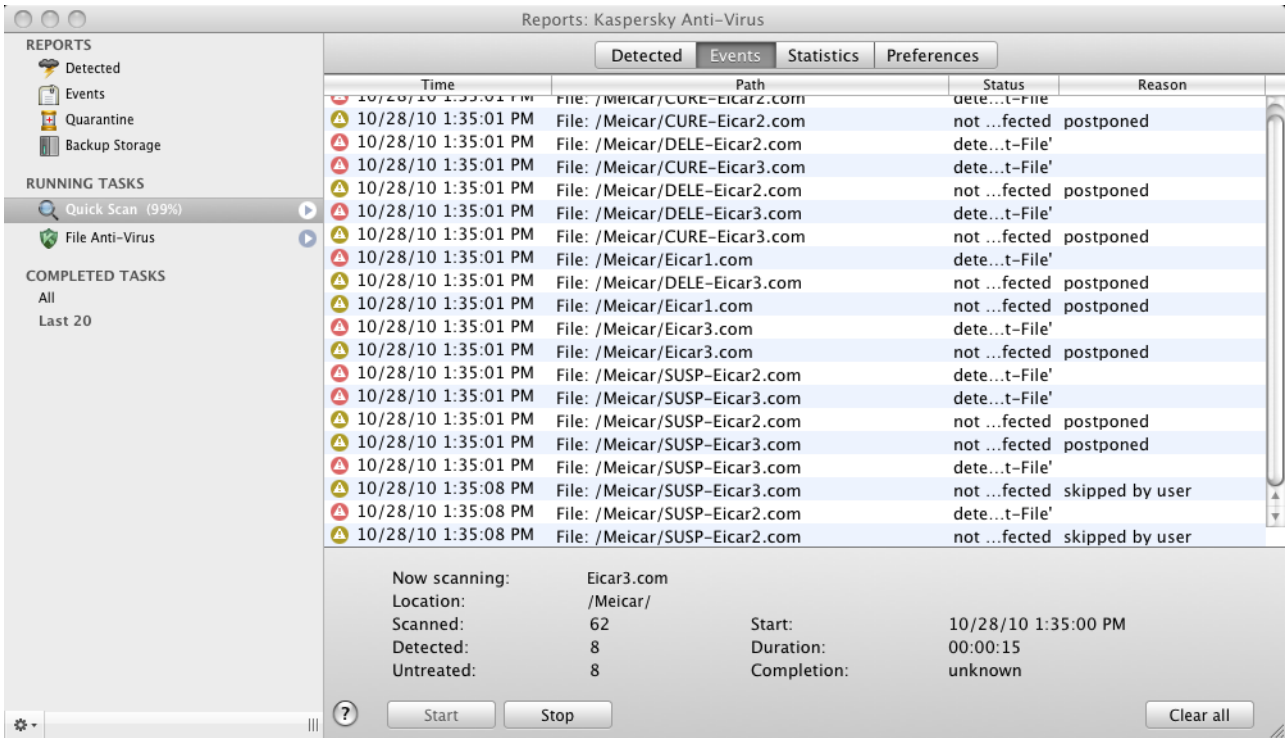 Reports: Kaspersky Anti-Virus
REPORTS
Detected
Events
Quarantine
Backup Storage
RUNNING TASKS
Quick Scan (99%)
File Anti-Virus
COMPLETED TASKS
All
Last 20
Detected Events Statistics Preferences
Time Path Status Reason
10/28/10 1:35:01 PM File: /Meicar/CURE-Eicar2.com dete...t-File'
10/28/10 1:35:01 PM File: /Meicar/CURE-Eicar2.com not ...fected postponed
10/28/10 1:35:01 PM File: /Meicar/DELE-Eicar2.com dete...t-File'
10/28/10 1:35:01 PM File: /Meicar/CURE-Eicar3.com dete...t-File'
10/28/10 1:35:01 PM File: /Meicar/DELE-Eicar2.com not ...fected postponed
10/28/10 1:35:01 PM File: /Meicar/DELE-Eicar3.com dete...t-File'
10/28/10 1:35:01 PM File: /Meicar/CURE-Eicar3.com not ...fected postponed
10/28/10 1:35:01 PM File: /Meicar/Eicar1.com dete...t-File'
10/28/10 1:35:01 PM File: /Meicar/DELE-Eicar3.com not ...fected postponed
10/28/10 1:35:01 PM File: /Meicar/Eicar1.com not ...fected postponed
10/28/10 1:35:01 PM File: /Meicar/Eicar3.com dete...t-File'
10/28/10 1:35:01 PM File: /Meicar/Eicar3.com not ...fected postponed
10/28/10 1:35:01 PM File: /Meicar/SUSP-Eicar2.com dete...t-File'
10/28/10 1:35:01 PM File: /Meicar/SUSP-Eicar3.com dete...t-File'
10/28/10 1:35:01 PM File: /Meicar/SUSP-Eicar2.com not ...fected postponed
10/28/10 1:35:01 PM File: /Meicar/SUSP-Eicar3.com not ...fected postponed
10/28/10 1:35:01 PM File: /Meicar/SUSP-Eicar3.com dete...t-File'
10/28/10 1:35:08 PM File: /Meicar/SUSP-Eicar3.com not ...fected skipped by user
10/28/10 1:35:08 PM File: /Meicar/SUSP-Eicar2.com dete...t-File'
10/28/10 1:35:08 PM File: /Meicar/SUSP-Eicar2.com not ...fected skipped by user
Now scanning: Eicar3.com
Location: /Meicar/
Scanned: 62 Start: 10/28/10 1:35:00 PM
Detected: 8 Duration: 00:00:15
Untreated: 8 Completion: unknown
? Start Stop Clear all